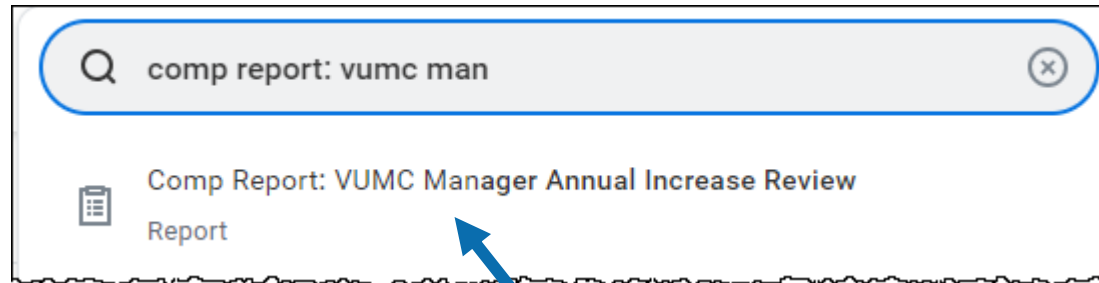 comp report: vumc man
Comp Report: VUMC Manager Annual Increase Review
Report